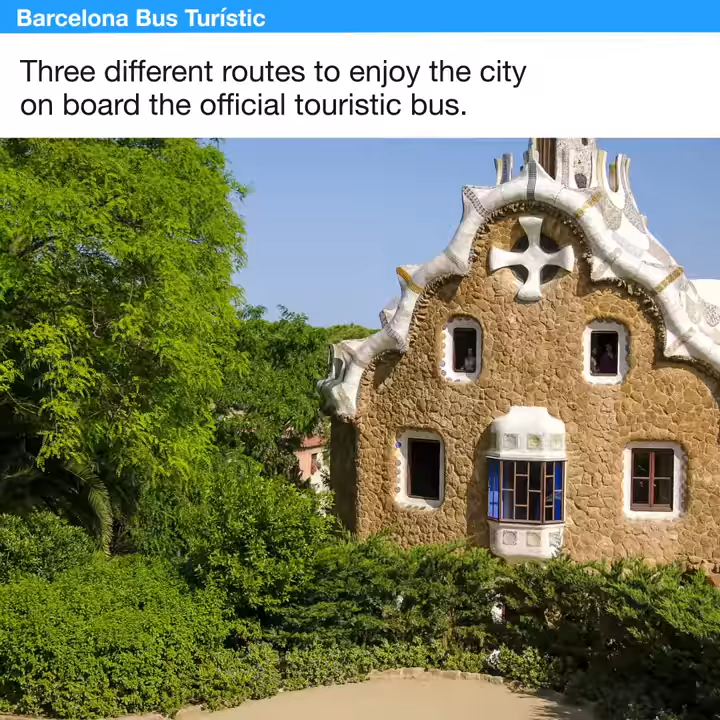 Barcelona Bus Turístic
Three different routes to enjoy the city
on board the official touristic bus.